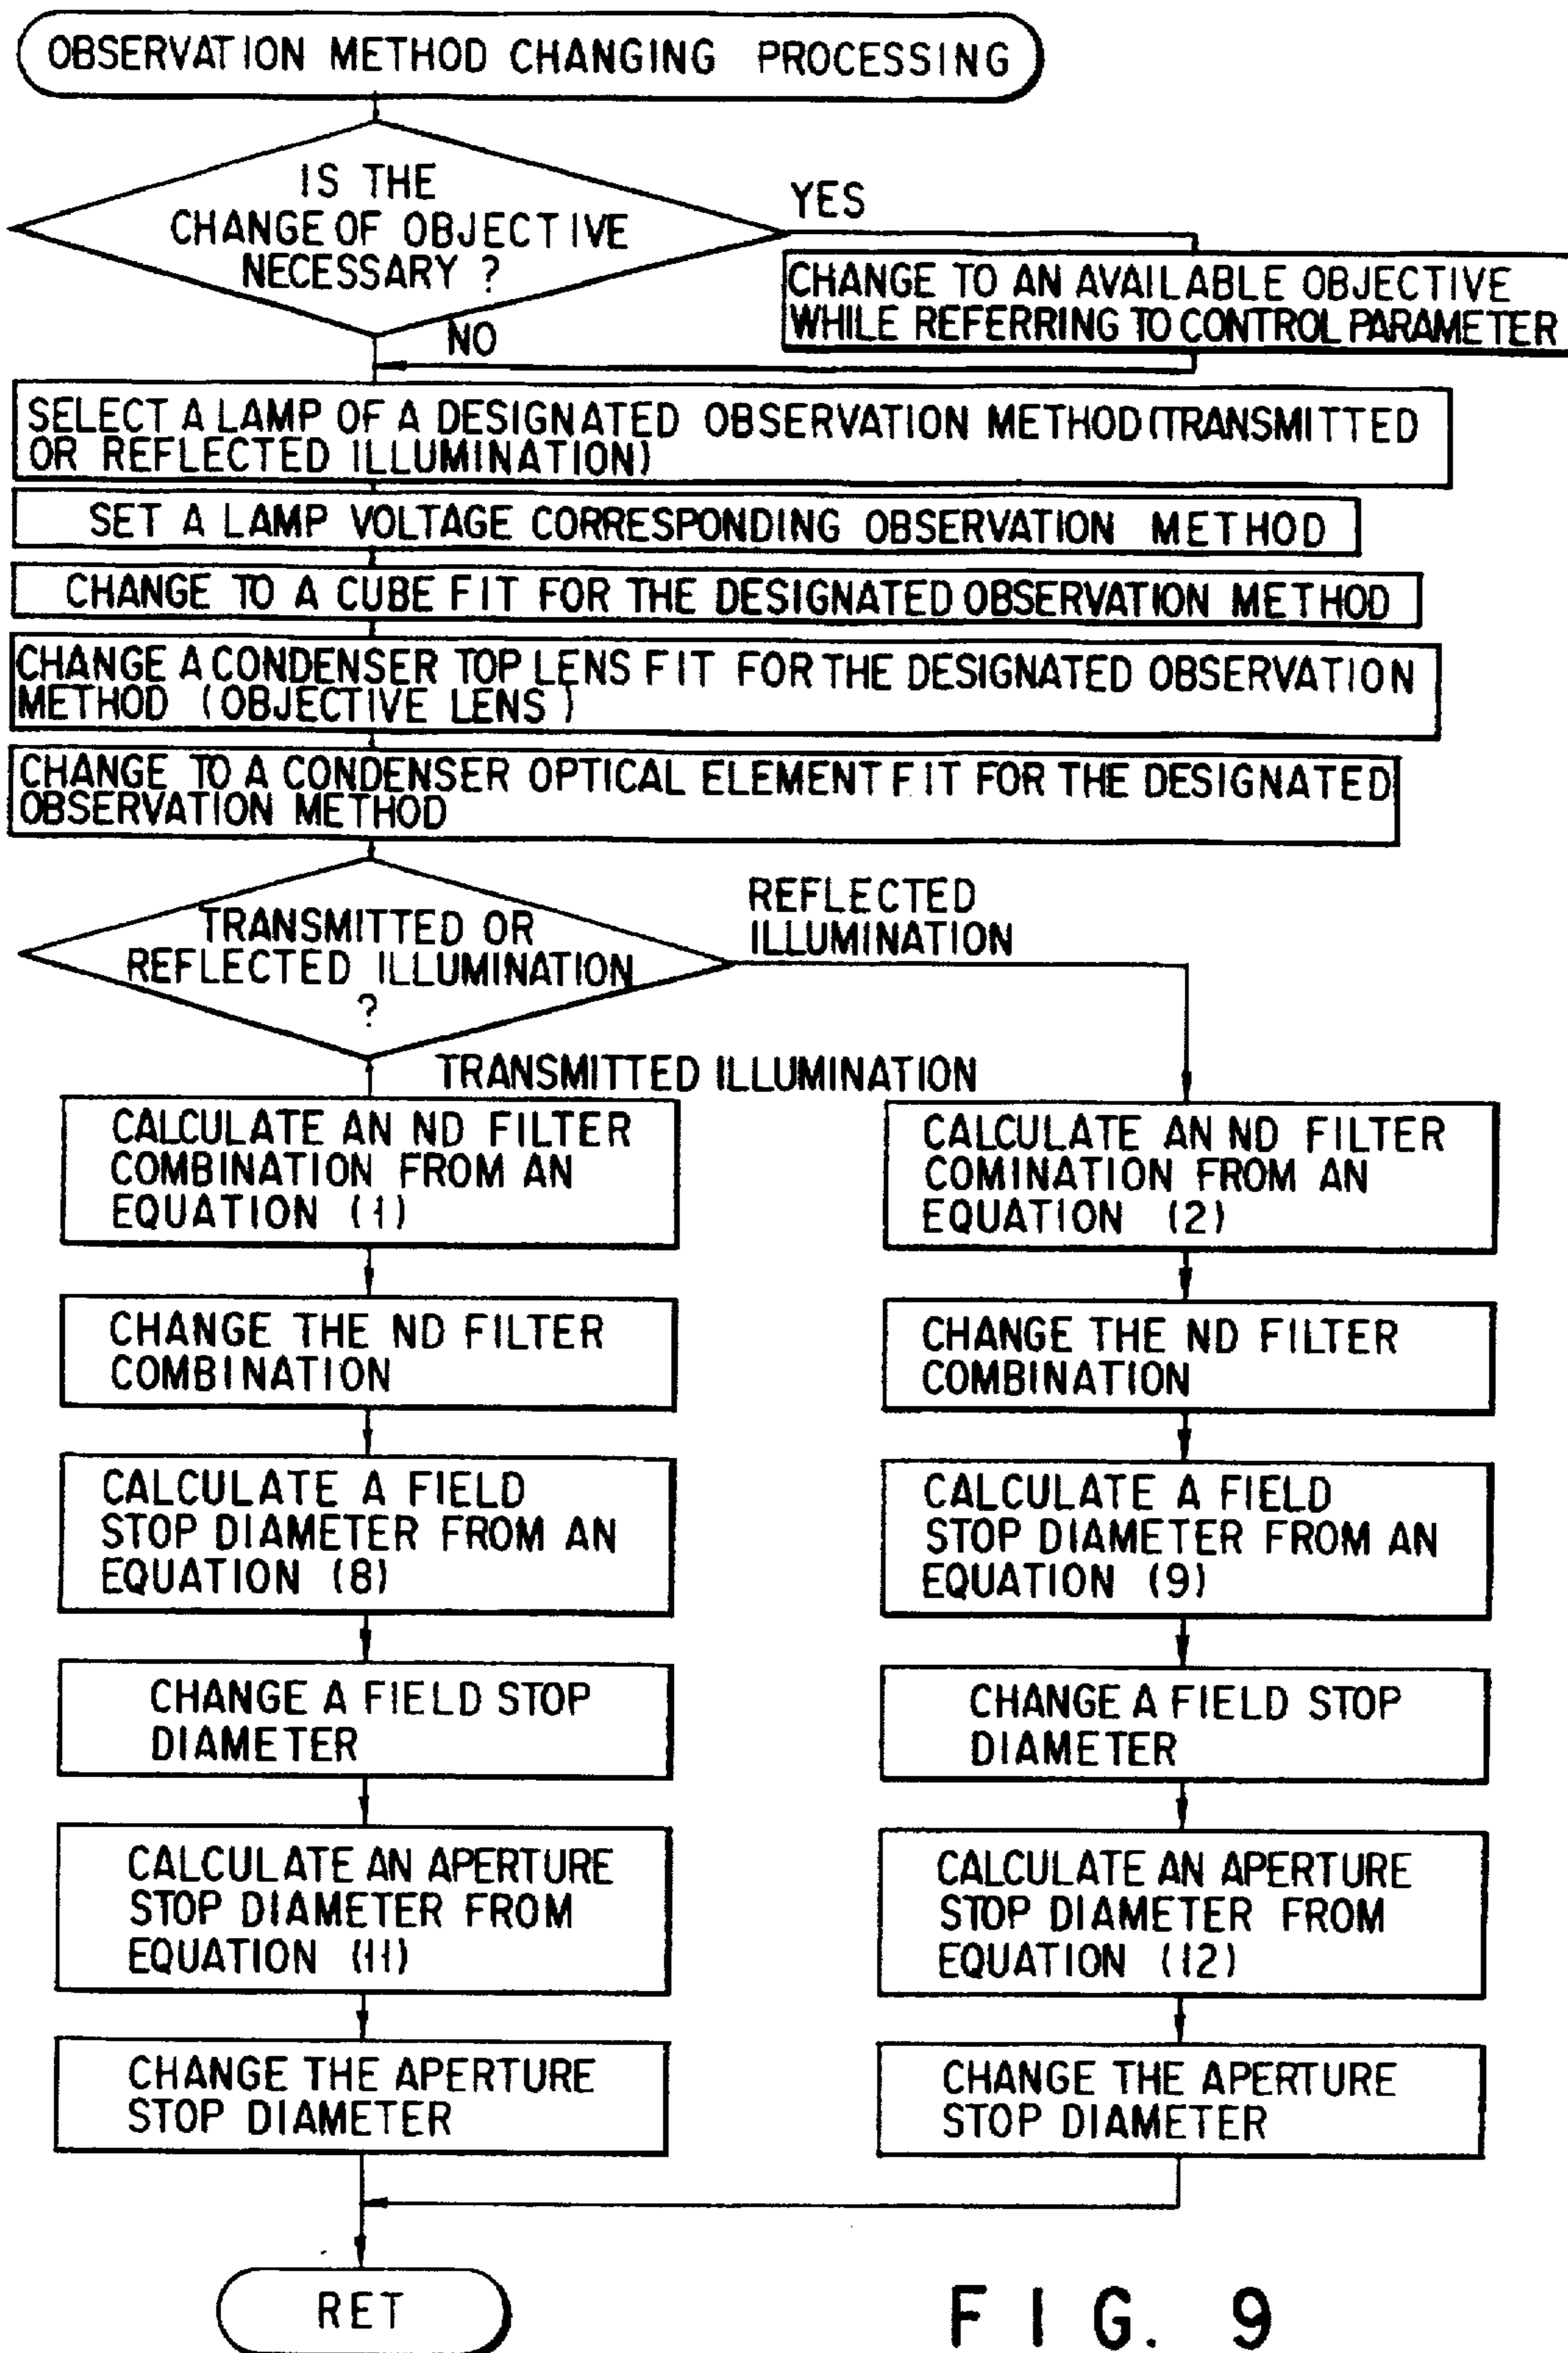 OBSERVATION METHOD CHANGING PROCESSING
IS THE
CHANGE OF OBJECTIVE
NECESSARY ?
YES
CHANGE TO AN AVAILABLE OBJECTIVE
WHILE REFERRING TO CONTROL PARAMETER
NO
SELECT A LAMP OF A DESIGNATED OBSERVATION METHOD (TRANSMITTED
OR REFLECTED ILLUMINATION)
SET A LAMP VOLTAGE CORRESPONDING OBSERVATION METHOD
CHANGE TO A CUBE FIT FOR THE DESIGNATED OBSERVATION METHOD
CHANGE A CONDENSER TOP LENS FIT FOR THE DESIGNATED OBSERVATION
METHOD (OBJECTIVE LENS)
CHANGE TO A CONDENSER OPTICAL ELEMENT FIT FOR THE DESIGNATED
OBSERVATION METHOD
TRANSMITTED OR
REFLECTED ILLUMINATION
?
REFLECTED
ILLUMINATION
TRANSMITTED ILLUMINATION
CALCULATE AN ND FILTER
COMBINATION FROM AN
EQUATION (1)
CHANGE THE ND FILTER
COMBINATION
CALCULATE A FIELD
STOP DIAMETER FROM AN
EQUATION (8)
CHANGE A FIELD STOP
DIAMETER
CALCULATE AN APERTURE
STOP DIAMETER FROM
EQUATION (11)
CHANGE THE APERTURE
STOP DIAMETER
CALCULATE AN ND FILTER
COMINATION FROM AN
EQUATION (2)
CHANGE THE ND FILTER
COMBINATION
CALCULATE A FIELD
STOP DIAMETER FROM AN
EQUATION (9)
CHANGE A FIELD STOP
DIAMETER
CALCULATE AN APERTURE
STOP DIAMETER FROM
EQUATION (12)
CHANGE THE APERTURE
STOP DIAMETER
RET
FIG. 9